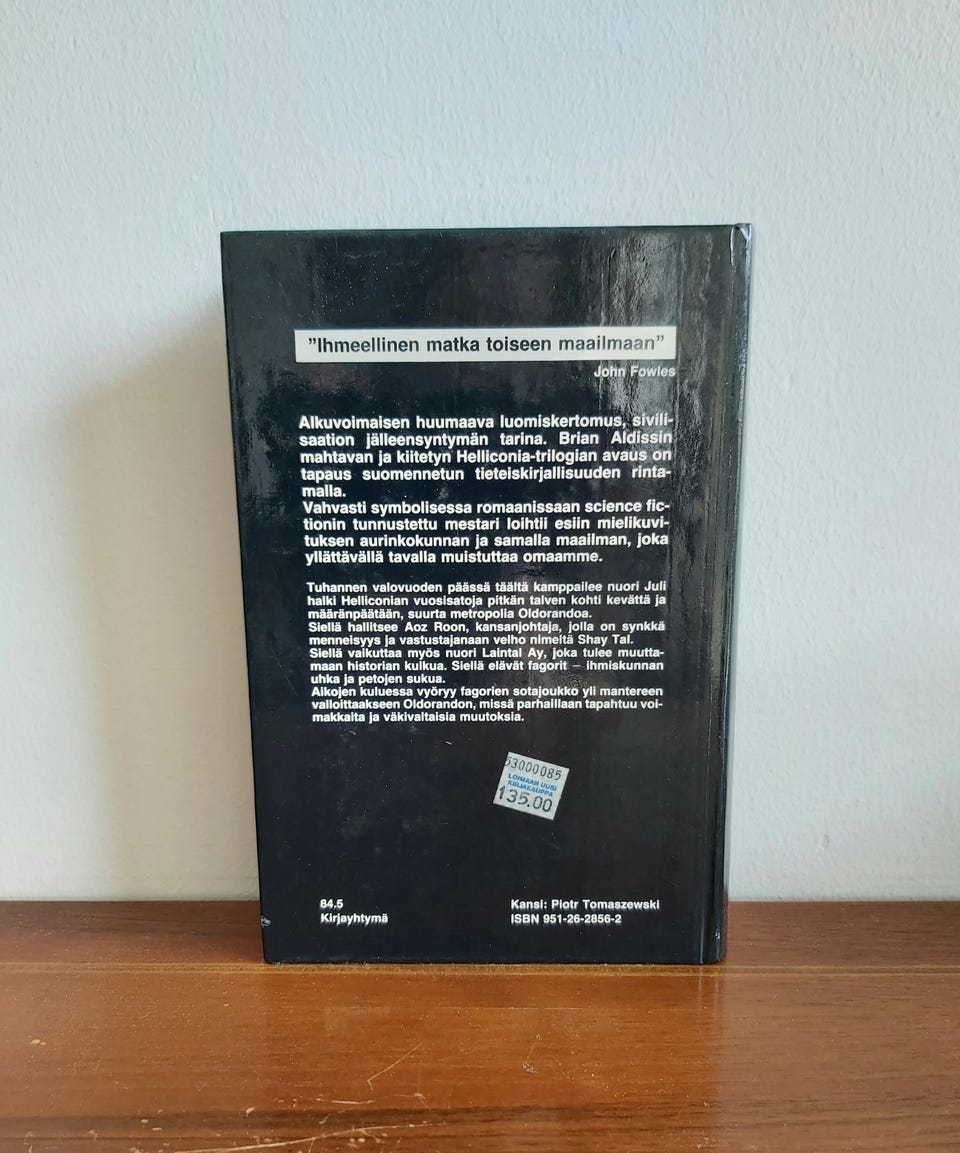 "Ihmeellinen matka toiseen maailmaan"
John Fowles
Alkuvoimaisen huumaava luomiskertomus, sivili-
saation jälleensyntymän tarina. Brian Aldissin
mahtavan ja kiitetyn Helliconia-trilogian avaus on
tapaus suomennetun tieteiskirjallisuuden rinta-
malla.
Vahvasti symbolisessa romaanissaan science fic-
tionin tunnustettu mestari loihtii esiin mielikuvi-
tuksen aurinkokunnan ja samalla maailman, joka
yllättävällä tavalla muistuttaa omaamme.
Tuhannen valovuoden päässä täältä kamppailee nuori Juli
halki Helliconian vuosisatoja pitkän talven kohti kevättä ja
määränpäätään, suurta metropolia Oldorandoa.
Siellä hallitsee Aoz Roon, kansanjohtaja, jolla on synkkä
menneisyys ja vastustajanaan velho nimeltä Shay Tal.
Siellä vaikuttaa myös nuori Laintal Ay, joka tulee muutta-
maan historian kulkua. Siellä elävät fagorit – ihmiskunnan
uhka ja petojen sukua.
Aikojen kuluessa vyöryy fagorien sotajoukko yli mantereen
valloittaakseen Oldorandon, missä parhaillaan tapahtuu voi-
makkaita ja väkivaltaisia muutoksia.
53000085
LOIMAAN UUSI
KIRJAKAUPPA
135.00
84.5
Kirjayhtymä
Kansi: Piotr Tomaszewski
ISBN 951-26-2856-2